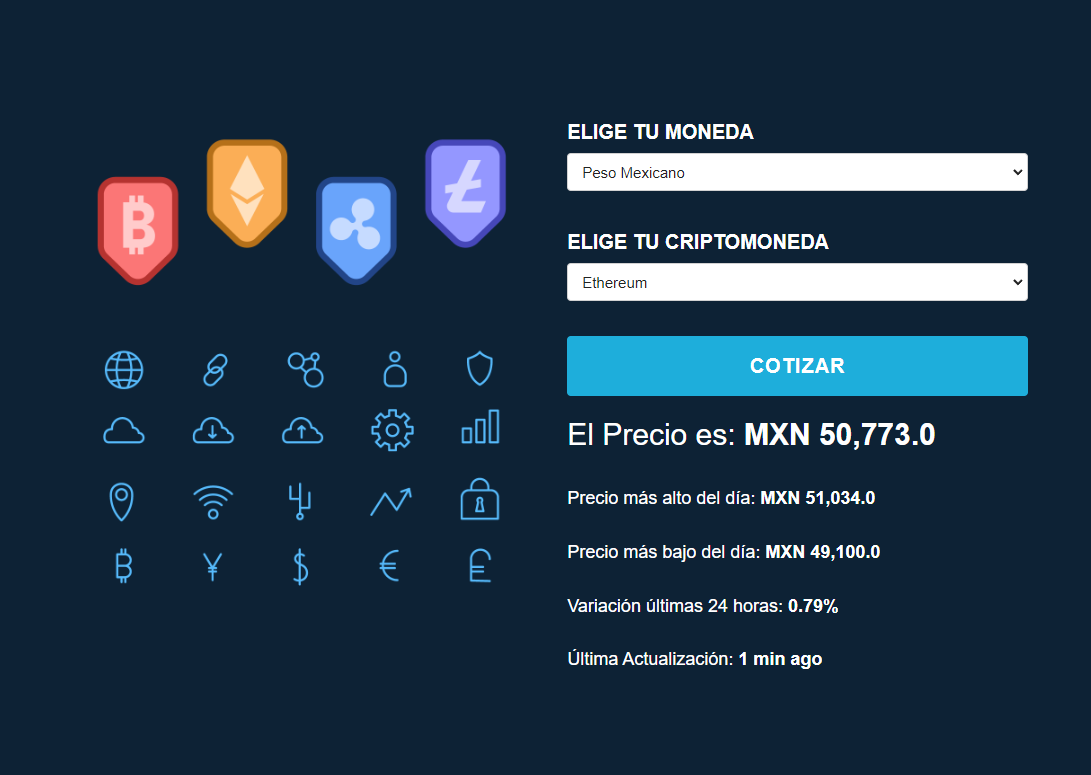 ELIGE TU MONEDA
Peso Mexicano
ELIGE TU CRIPTOMONEDA
Ethereum
COTIZAR
El Precio es: MXN 50,773.0
Precio más alto del día: MXN 51,034.0
Precio más bajo del día: MXN 49,100.0
Variación últimas 24 horas: 0.79%
Última Actualización: 1 min ago